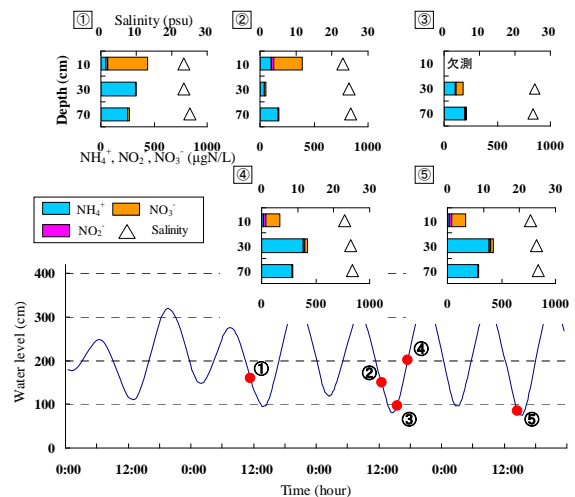 ① Salinity (psu) ② ③
0 10 20 30 0 10 20 30 0 10 20 30
10 10 10 欠測
30 30 30
70 70 70
Depth (cm)
0 500 1000 0 500 1000 0 500 1000
NH₄⁺, NO₂⁻, NO₃⁻ (μgN/L)
④ ⑤
0 10 20 30 0 10 20 30
10 10
30 30
70 70
0 500 1000 0 500 1000
NH₄⁺ NO₃⁻
NO₂⁻ Salinity
Water level (cm)
400
300
200
100
0
① ② ③ ④ ⑤
0:00 12:00 0:00 12:00 0:00 12:00 0:00 12:00
Time (hour)